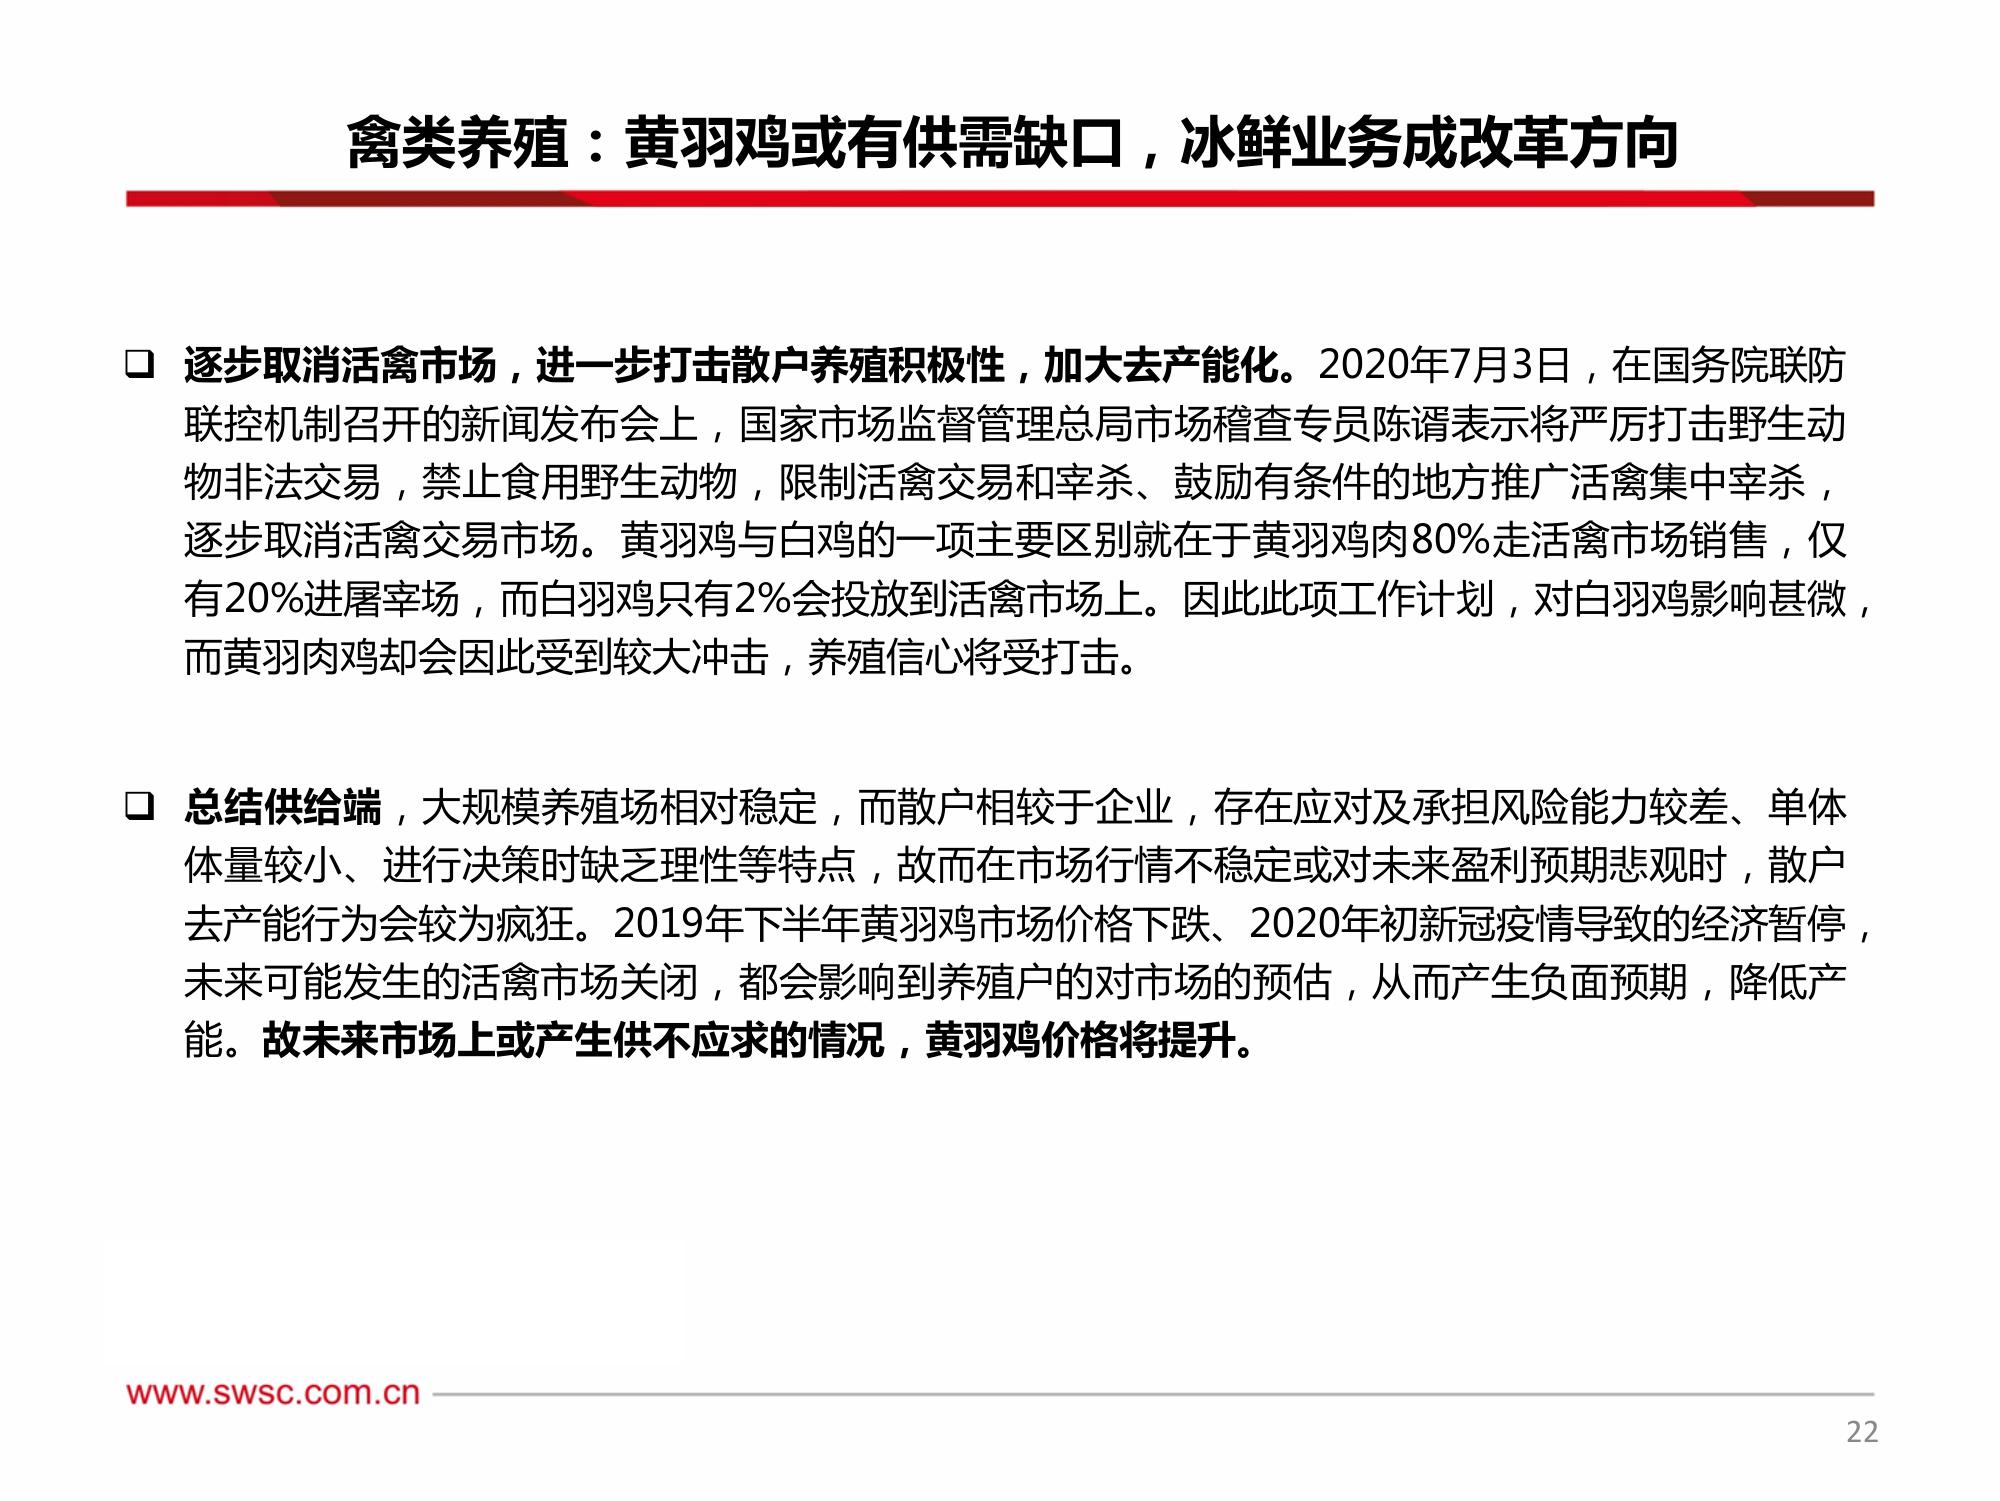 禽类养殖：黄羽鸡或有供需缺口，冰鲜业务成改革方向
❑ 逐步取消活禽市场，进一步打击散户养殖积极性，加大去产能化。2020年7月3日，在国务院联防
联控机制召开的新闻发布会上，国家市场监督管理总局市场稽查专员陈谞表示将严厉打击野生动
物非法交易，禁止食用野生动物，限制活禽交易和宰杀、鼓励有条件的地方推广活禽集中宰杀，
逐步取消活禽交易市场。黄羽鸡与白鸡的一项主要区别就在于黄羽鸡肉80%走活禽市场销售，仅
有20%进屠宰场，而白羽鸡只有2%会投放到活禽市场上。因此此项工作计划，对白羽鸡影响甚微，
而黄羽肉鸡却会因此受到较大冲击，养殖信心将受打击。
❑ 总结供给端，大规模养殖场相对稳定，而散户相较于企业，存在应对及承担风险能力较差、单体
体量较小、进行决策时缺乏理性等特点，故而在市场行情不稳定或对未来盈利预期悲观时，散户
去产能行为会较为疯狂。2019年下半年黄羽鸡市场价格下跌、2020年初新冠疫情导致的经济暂停，
未来可能发生的活禽市场关闭，都会影响到养殖户的对市场的预估，从而产生负面预期，降低产
能。故未来市场上或产生供不应求的情况，黄羽鸡价格将提升。
www.swsc.com.cn
22